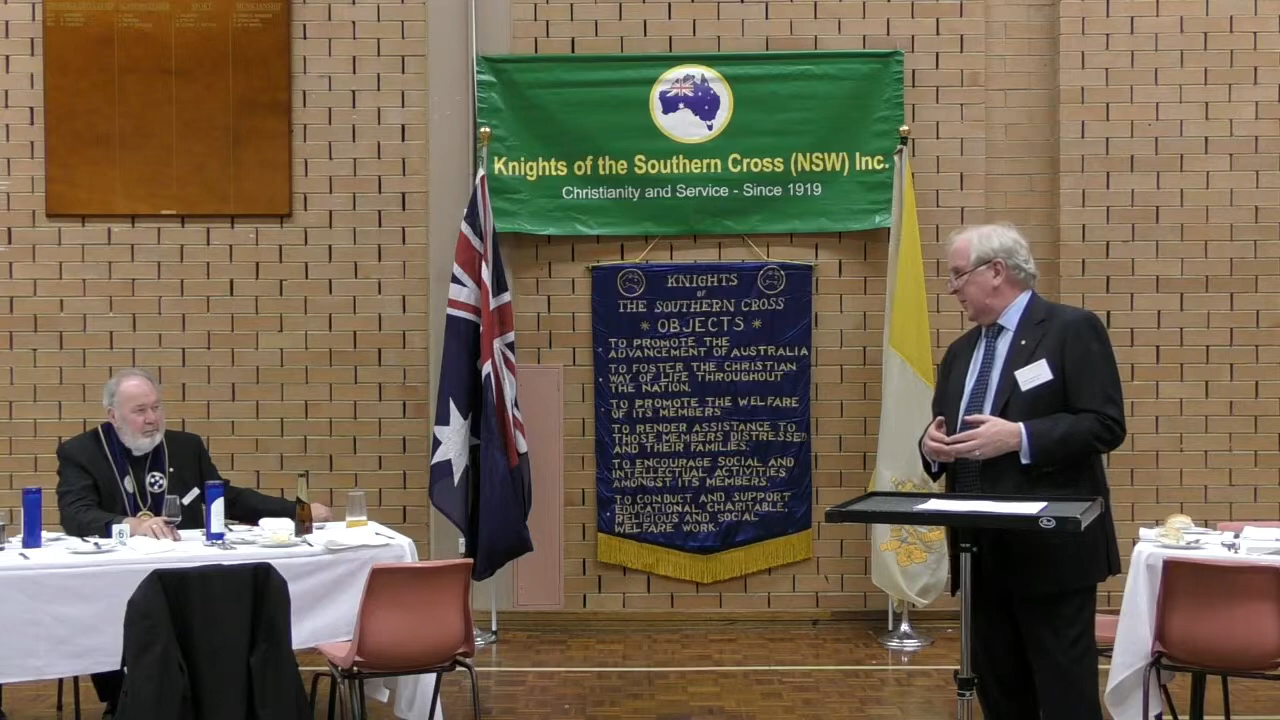 SPORT
MUSICIANSHIP
Knights of the Southern Cross (NSW) Inc.
Christianity and Service - Since 1919
KNIGHTS
OF
THE SOUTHERN CROSS
* OBJECTS *
TO PROMOTE THE
ADVANCEMENT OF AUSTRALIA
TO FOSTER THE CHRISTIAN
WAY OF LIFE THROUGHOUT
THE NATION.
TO PROMOTE THE WELFARE
OF ITS MEMBERS
TO RENDER ASSISTANCE TO
THOSE MEMBERS DISTRESSED
AND THEIR FAMILIES.
TO ENCOURAGE SOCIAL AND
INTELLECTUAL ACTIVITIES
AMONGST ITS MEMBERS.
TO CONDUCT AND SUPPORT
EDUCATIONAL, CHARITABLE,
RELIGIOUS AND SOCIAL
WELFARE WORK.
6